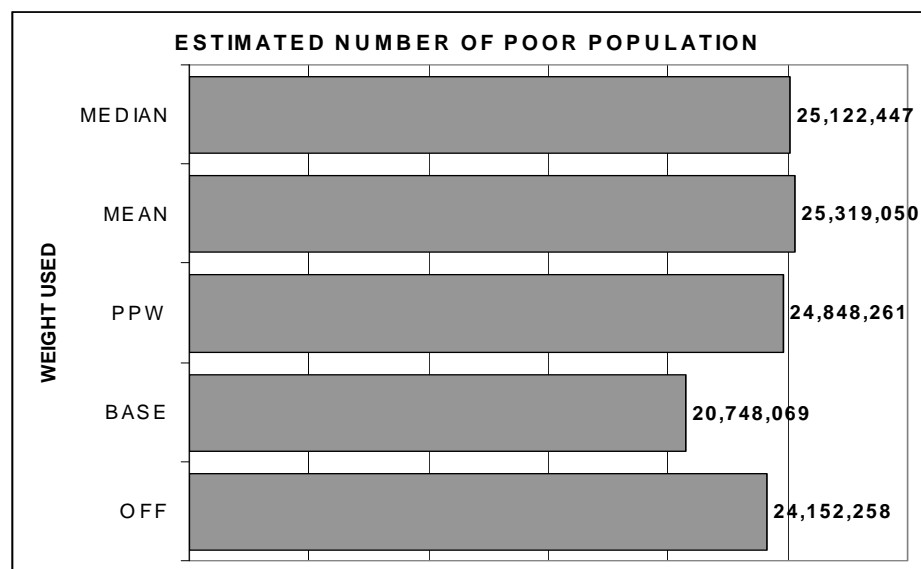 ESTIMATED NUMBER OF POOR POPULATION
MEDIAN
25,122,447
MEAN
25,319,050
WEIGHT USED
PPW
24,848,261
BASE
20,748,069
OFF
24,152,258